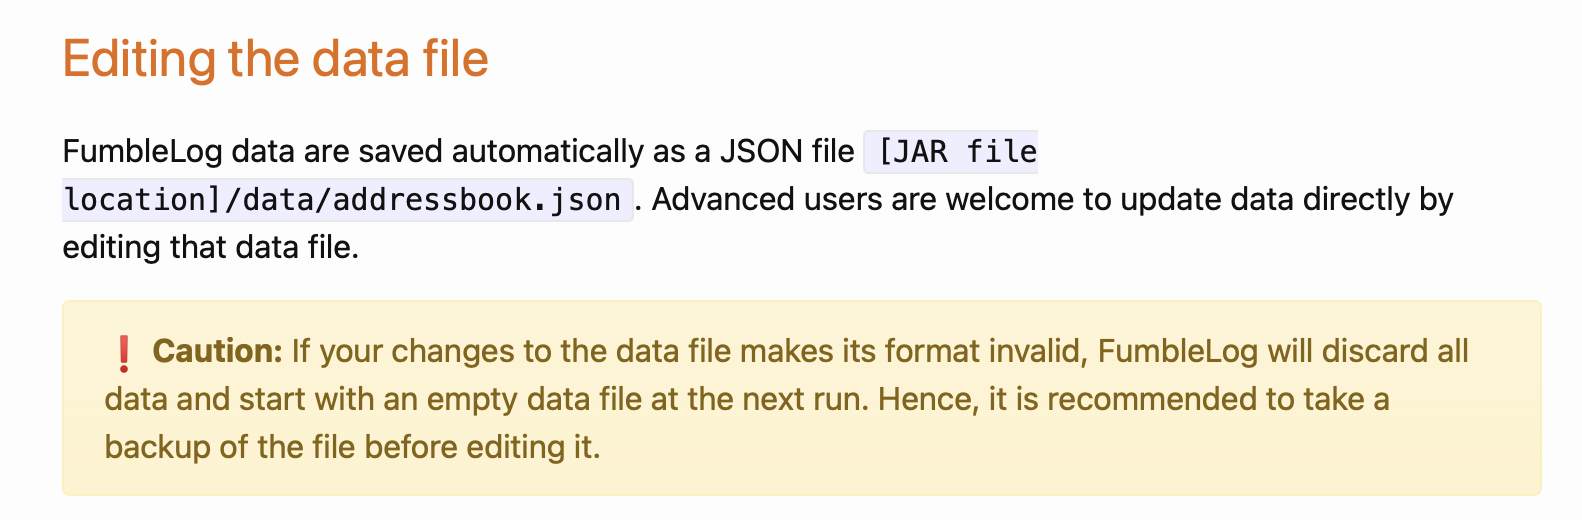 Editing the data file
FumbleLog data are saved automatically as a JSON file [JAR file
location]/data/addressbook.json. Advanced users are welcome to update data directly by
editing that data file.
❗ Caution: If your changes to the data file makes its format invalid, FumbleLog will discard all
data and start with an empty data file at the next run. Hence, it is recommended to take a
backup of the file before editing it.